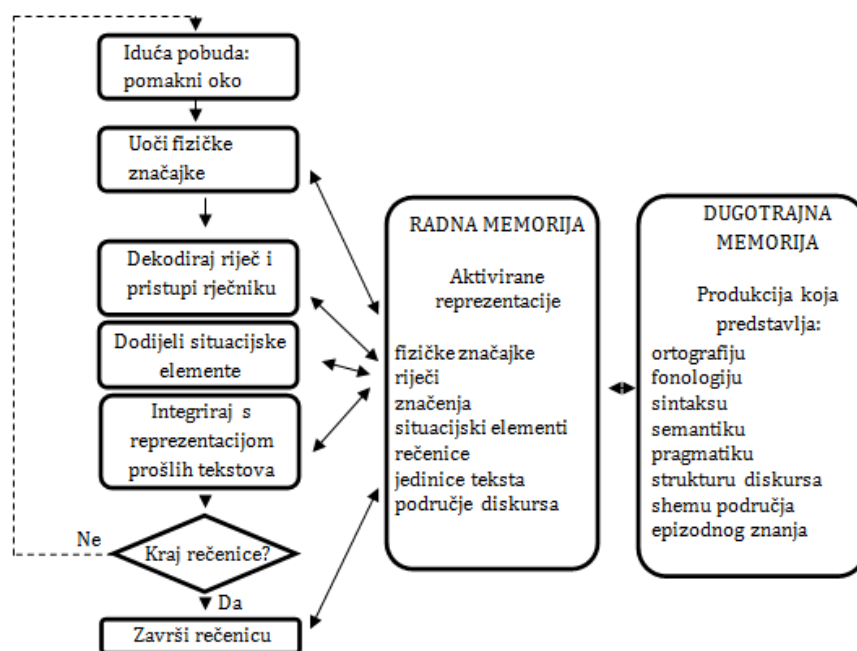 Iduća pobuda:
pomakni oko
Uoči fizičke
značajke
Dekodiraj riječ i
pristupi rječniku
Dodijeli situacijske
elemente
Integriraj s
reprezentacijom
prošlih tekstova
Ne
Kraj rečenice?
Da
Završi rečenicu
RADNA MEMORIJA
Aktivirane
reprezentacije
fizičke značajke
riječi
značenja
situacijski elementi
rečenice
jedinice teksta
područje diskursa
DUGOTRAJNA
MEMORIJA
Produkcija koja
predstavlja:
ortografiju
fonologiju
sintaksu
semantiku
pragmatiku
strukturu diskursa
shemu područja
epizodnog znanja